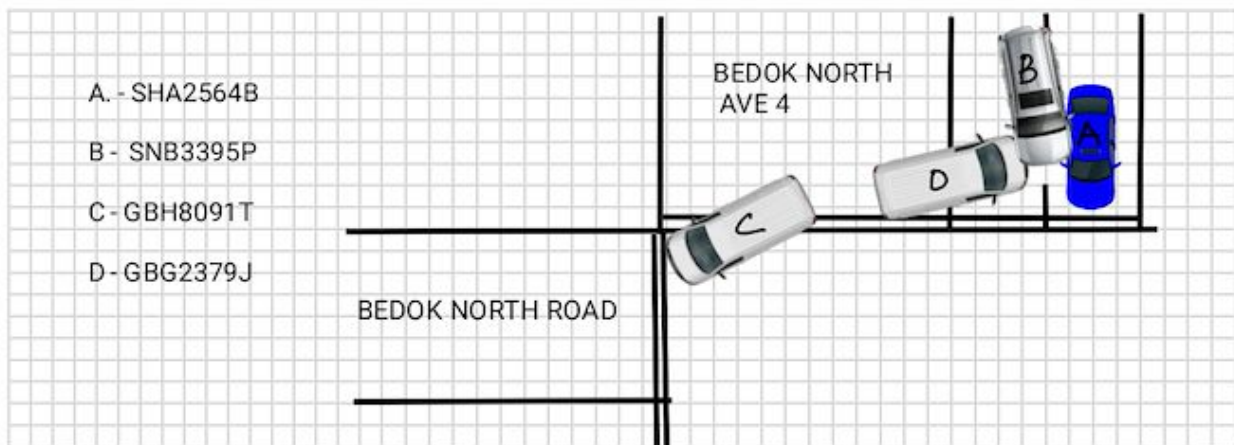 A. - SHA2564B
B - SNB3395P
C - GBH8091T
D - GBG2379J
BEDOK NORTH
AVE 4
B
A
D
C
BEDOK NORTH ROAD